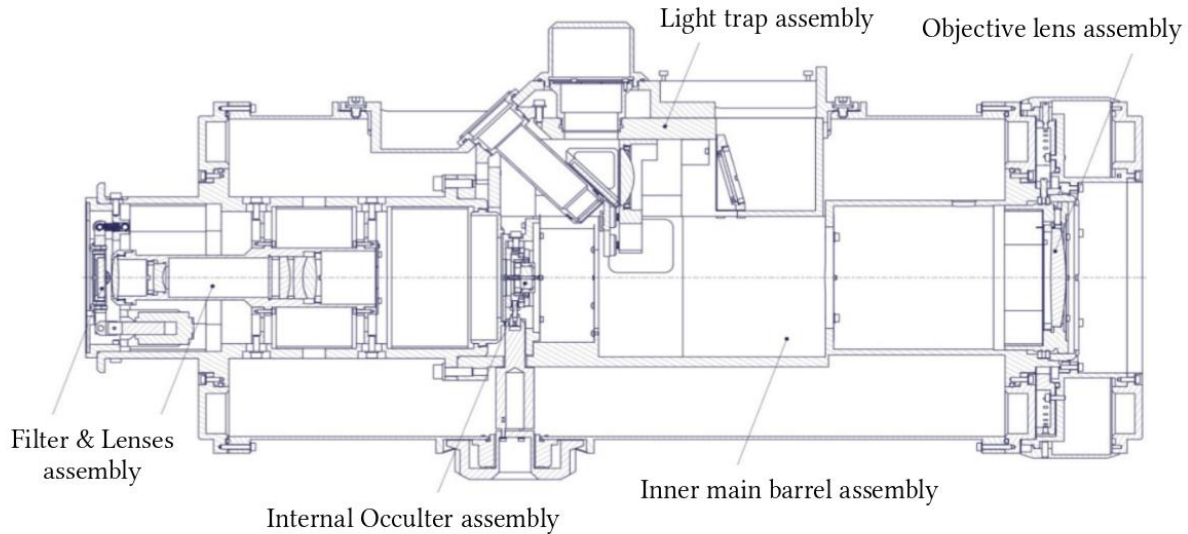 Light trap assembly
Objective lens assembly
Filter & Lenses
assembly
Internal Occulter assembly
Inner main barrel assembly